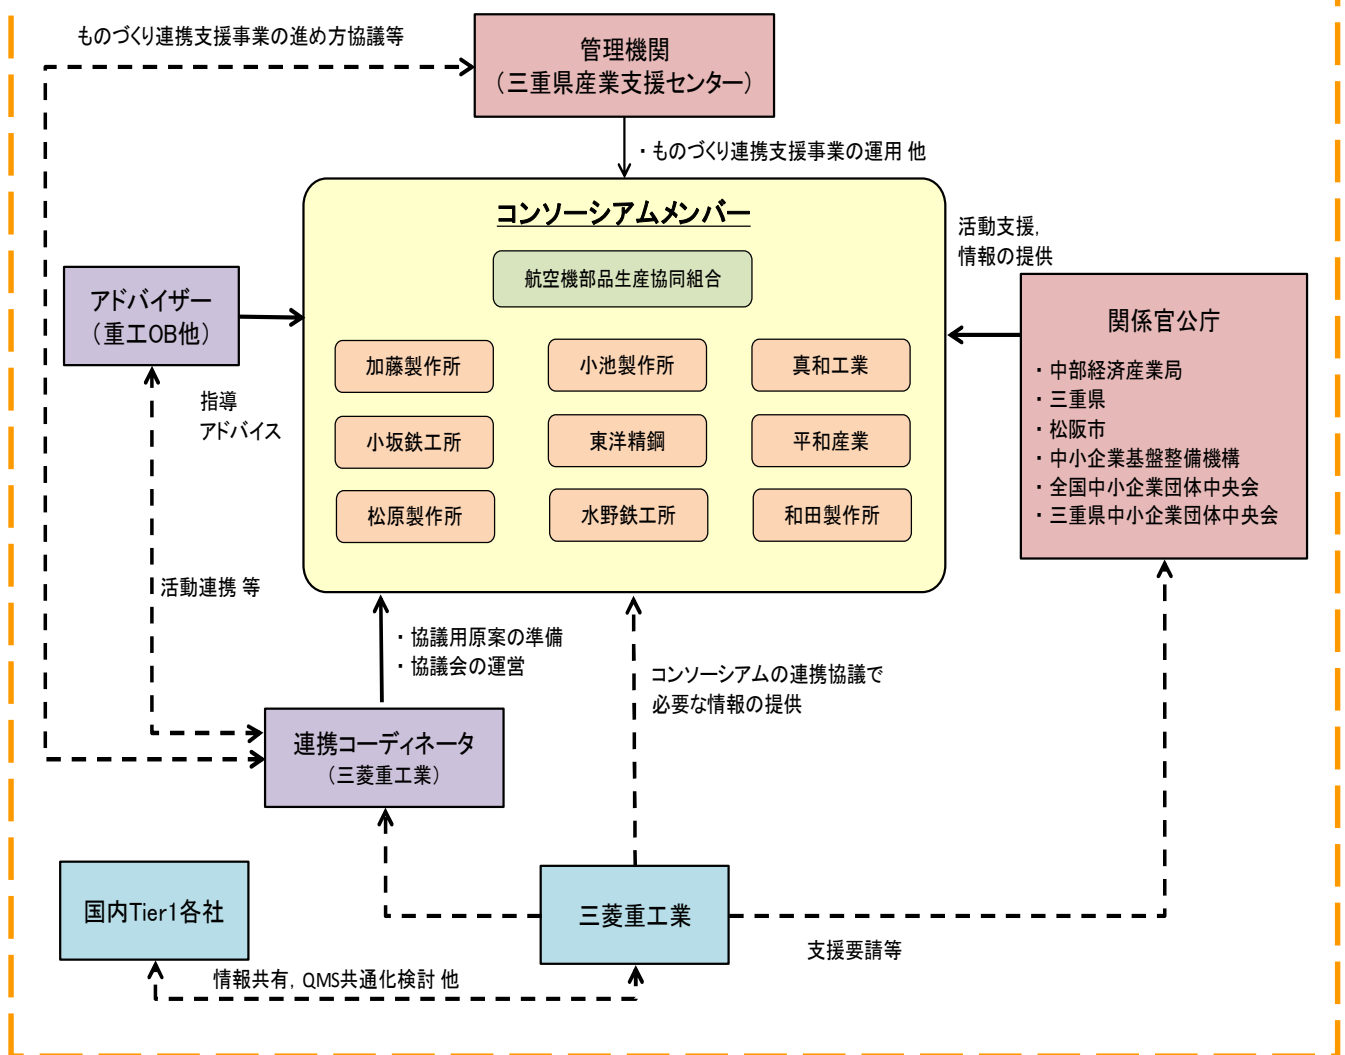 ものづくり連携支援事業の進め方協議等
管理機関
（三重県産業支援センター）
・ものづくり連携支援事業の運用 他
コンソーシアムメンバー
航空機部品生産協同組合
加藤製作所
小池製作所
真和工業
小坂鉄工所
東洋精鋼
平和産業
松原製作所
水野鉄工所
和田製作所
活動支援,
情報の提供
関係官公庁
・中部経済産業局
・三重県
・松阪市
・中小企業基盤整備機構
・全国中小企業団体中央会
・三重県中小企業団体中央会
アドバイザー
（重工OB他）
指導
アドバイス
活動連携 等
・協議用原案の準備
・協議会の運営
コンソーシアムの連携協議で
必要な情報の提供
連携コーディネータ
（三菱重工業）
国内Tier1各社
三菱重工業
支援要請等
情報共有, QMS共通化検討 他